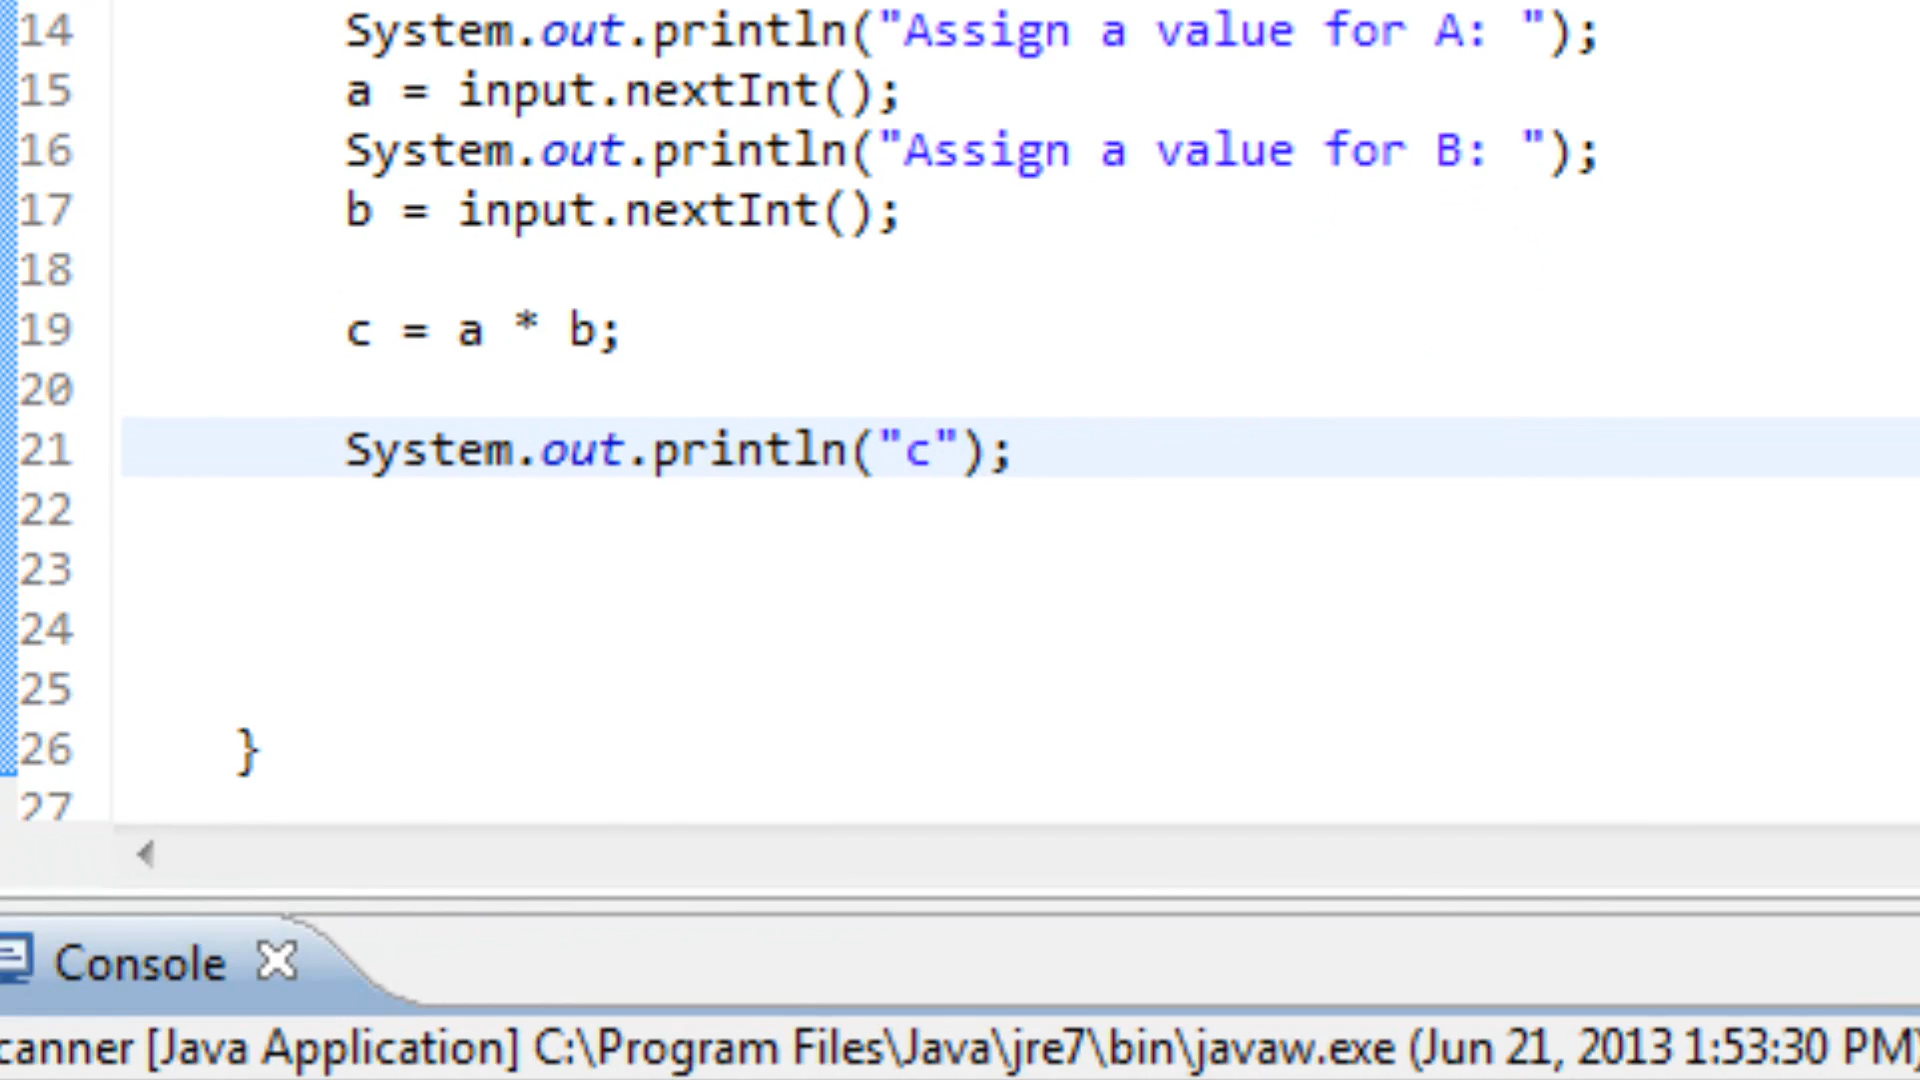 14 System.out.println("Assign a value for A: ");
15 a = input.nextInt();
16 System.out.println("Assign a value for B: ");
17 b = input.nextInt();
18
19 c = a * b;
20
21 System.out.println("c");
22
23
24
25
26 }
27
Console
canner [Java Application] C:\Program Files\Java\jre7\bin\javaw.exe (Jun 21, 2013 1:53:30 PM)